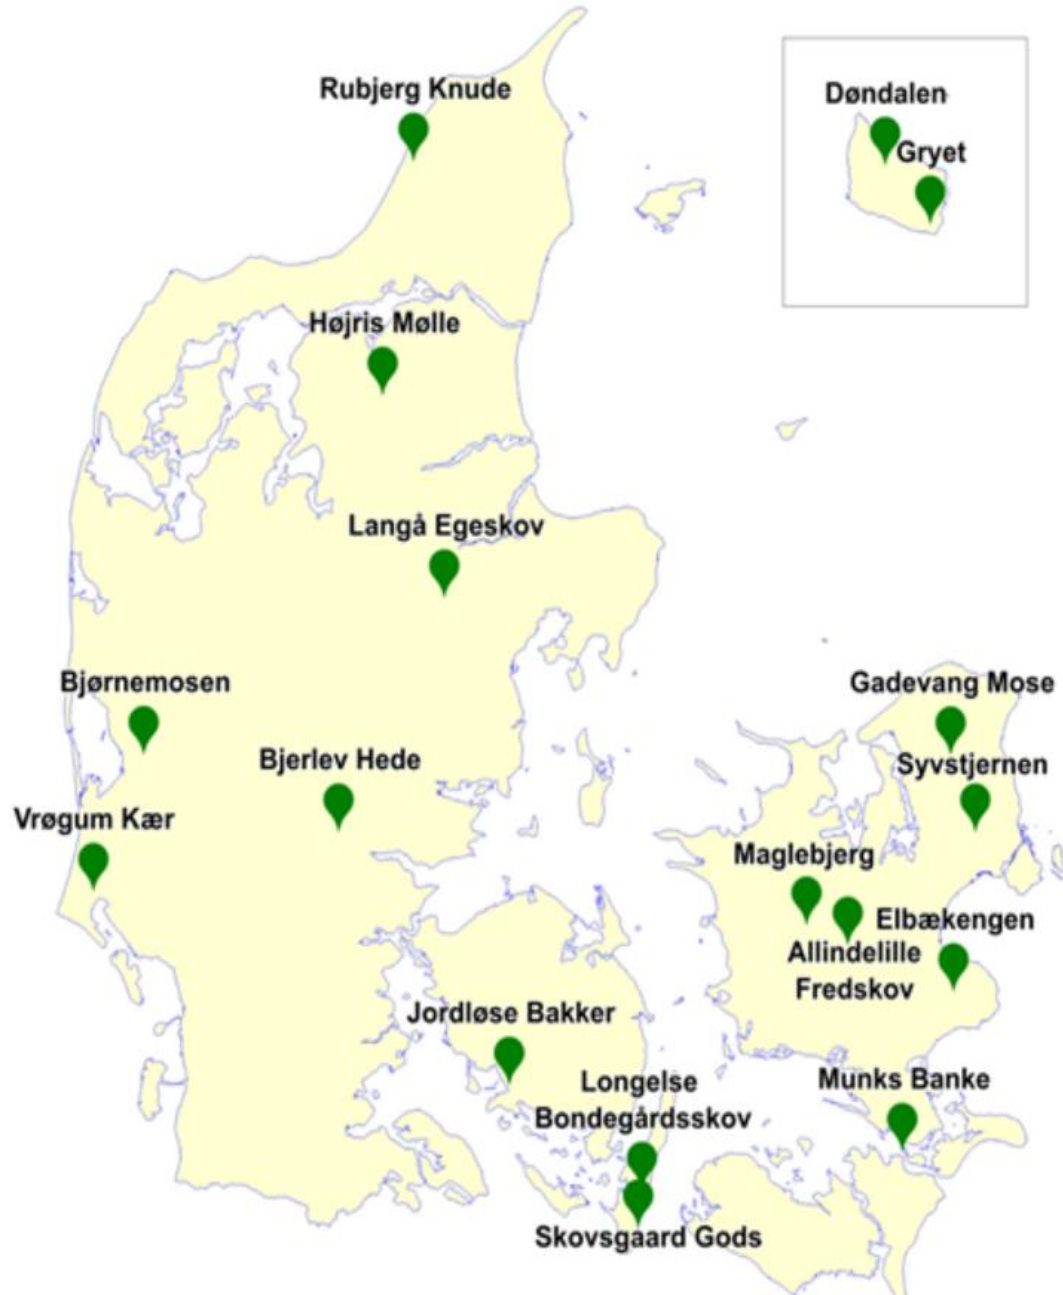 Rubjerg Knude
Døndalen
Gryet
Højris Mølle
Langå Egeskov
Bjørnemosen
Gadevang Mose
Bjerlev Hede
Syvstjernen
Vrøgum Kær
Maglebjerg
Elbækengen
Allindelille
Fredskov
Jordløse Bakker
Longelse
Bondegårdsskov
Munks Banke
Skovsgaard Gods